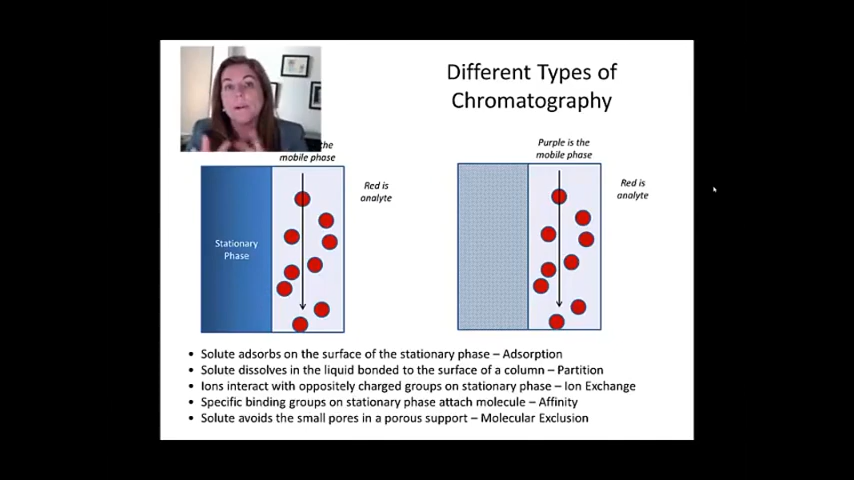 Different Types of
Chromatography
the
mobile phase
Red is
analyte
Stationary
Phase
Purple is the
mobile phase
Red is
analyte
• Solute adsorbs on the surface of the stationary phase – Adsorption
• Solute dissolves in the liquid bonded to the surface of a column – Partition
• Ions interact with oppositely charged groups on stationary phase – Ion Exchange
• Specific binding groups on stationary phase attach molecule – Affinity
• Solute avoids the small pores in a porous support – Molecular Exclusion